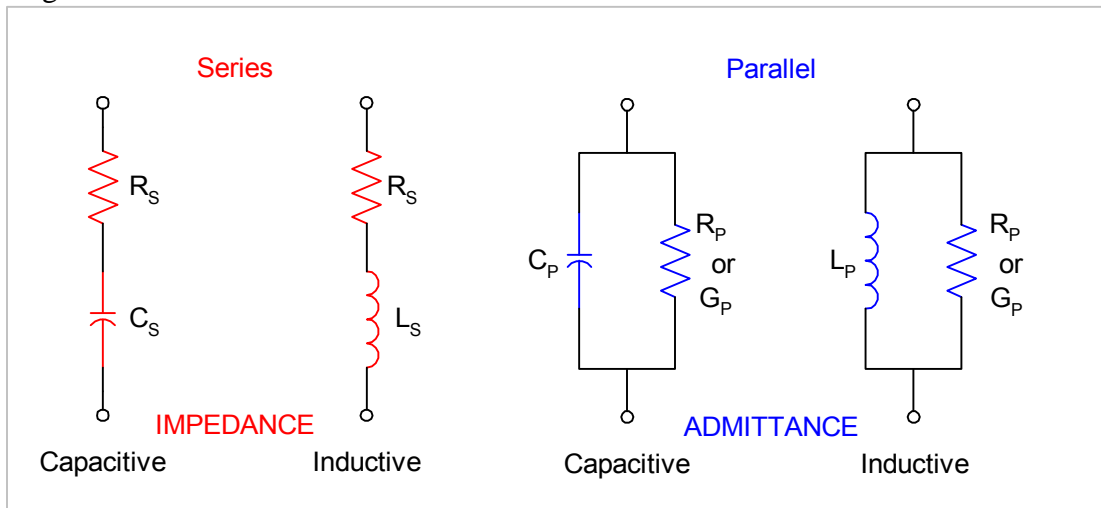 Series
Parallel
R_S
R_S
C_S
L_S
C_P
R_P
or
G_P
L_P
R_P
or
G_P
IMPEDANCE
ADMITTANCE
Capacitive
Inductive
Capacitive
Inductive